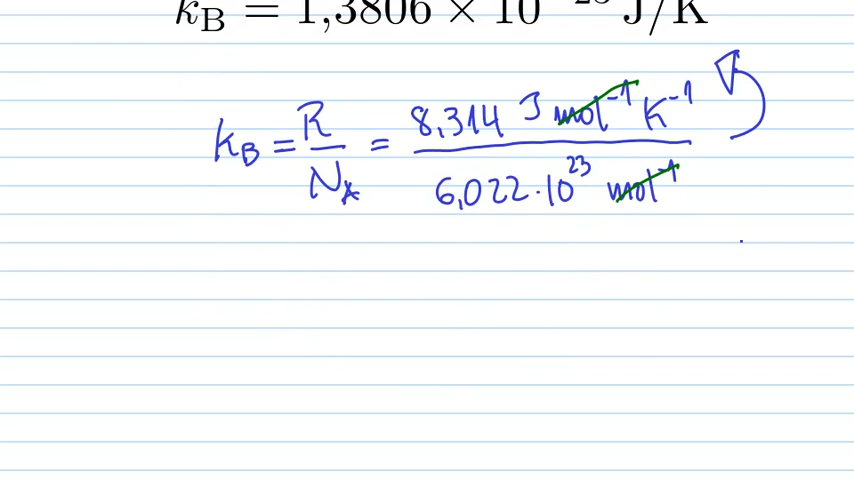 k_B = 1,3806 × 10^{-23} J/K
k_B = R / N_A = 8,314 J mol^{-1} K^{-1} / 6,022 · 10^{23} mol^{-1}